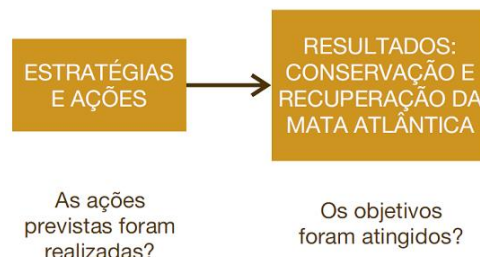 ESTRATÉGIAS
E AÇÕES
RESULTADOS:
CONSERVAÇÃO E
RECUPERAÇÃO DA
MATA ATLÂNTICA
As ações
previstas foram
realizadas?
Os objetivos
foram atingidos?